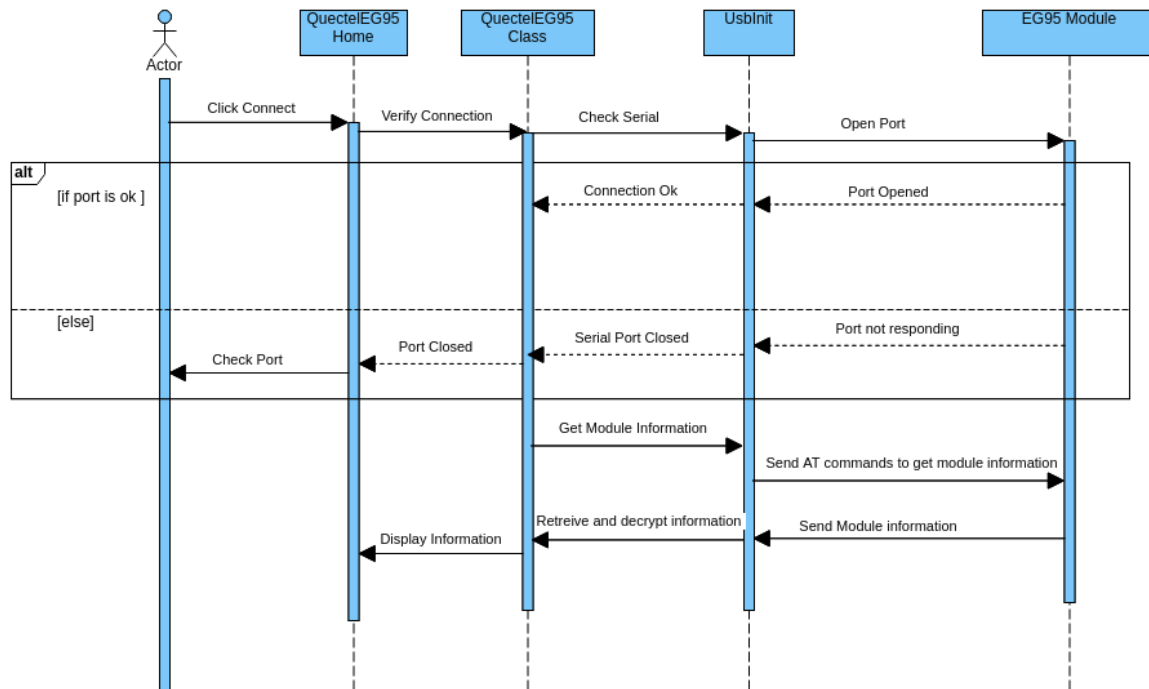 QuectelEG95
Home
QuectelEG95
Class
UsbInit
EG95 Module
Actor
Click Connect
Verify Connection
Check Serial
Open Port
alt
[if port is ok ]
Connection Ok
Port Opened
[else]
Port not responding
Serial Port Closed
Port Closed
Check Port
Get Module Information
Send AT commands to get module information
Retreive and decrypt information
Send Module information
Display Information